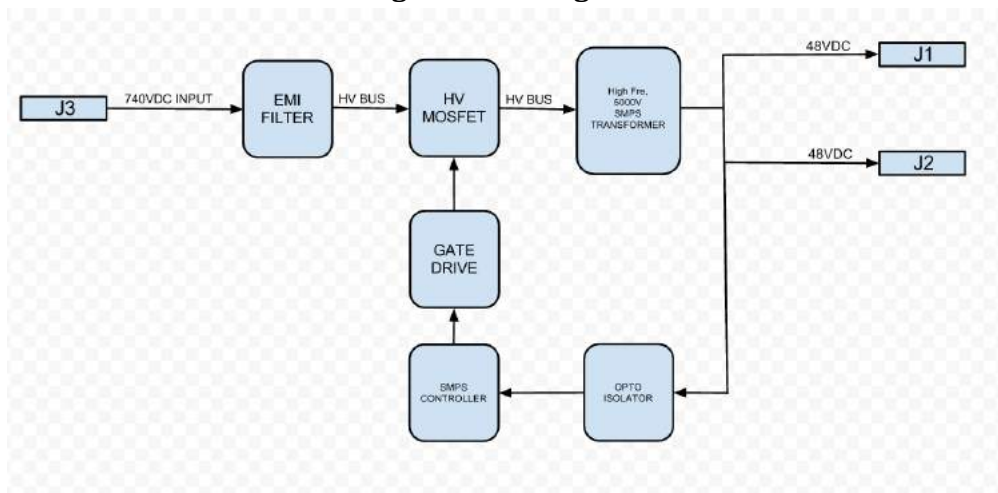 48VDC
J1
J3
740VDC INPUT
EMI
FILTER
HV BUS
HV
MOSFET
HV BUS
High Fre,
5000V
SMPS
TRANSFORMER
48VDC
J2
GATE
DRIVE
SMPS
CONTROLLER
OPTO
ISOLATOR